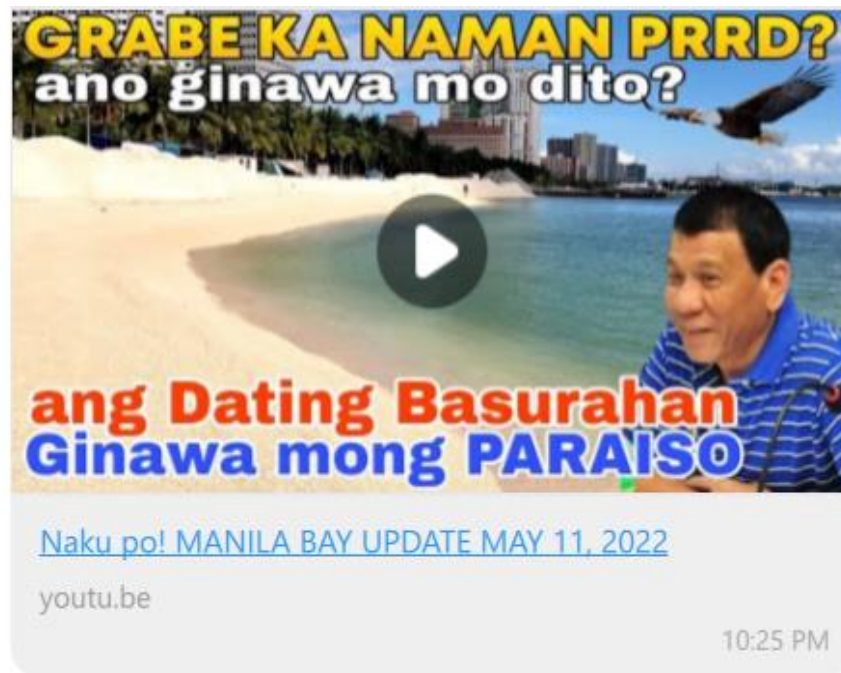 GRABE KA NAMAN PRRD?
ano ginawa mo dito?
ang Dating Basurahan
Ginawa mong PARAISO
Naku po! MANILA BAY UPDATE MAY 11, 2022
youtu.be
10:25 PM